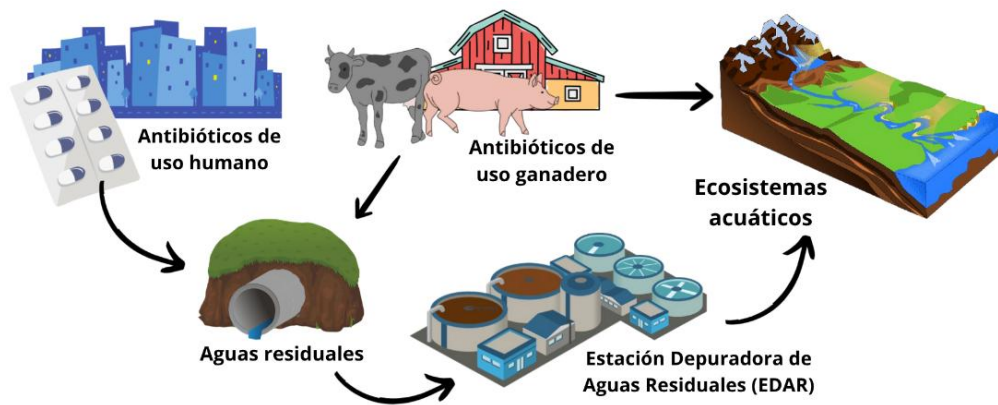 Antibióticos de
uso humano
Antibióticos de
uso ganadero
Ecosistemas
acuáticos
Aguas residuales
Estación Depuradora de
Aguas Residuales (EDAR)